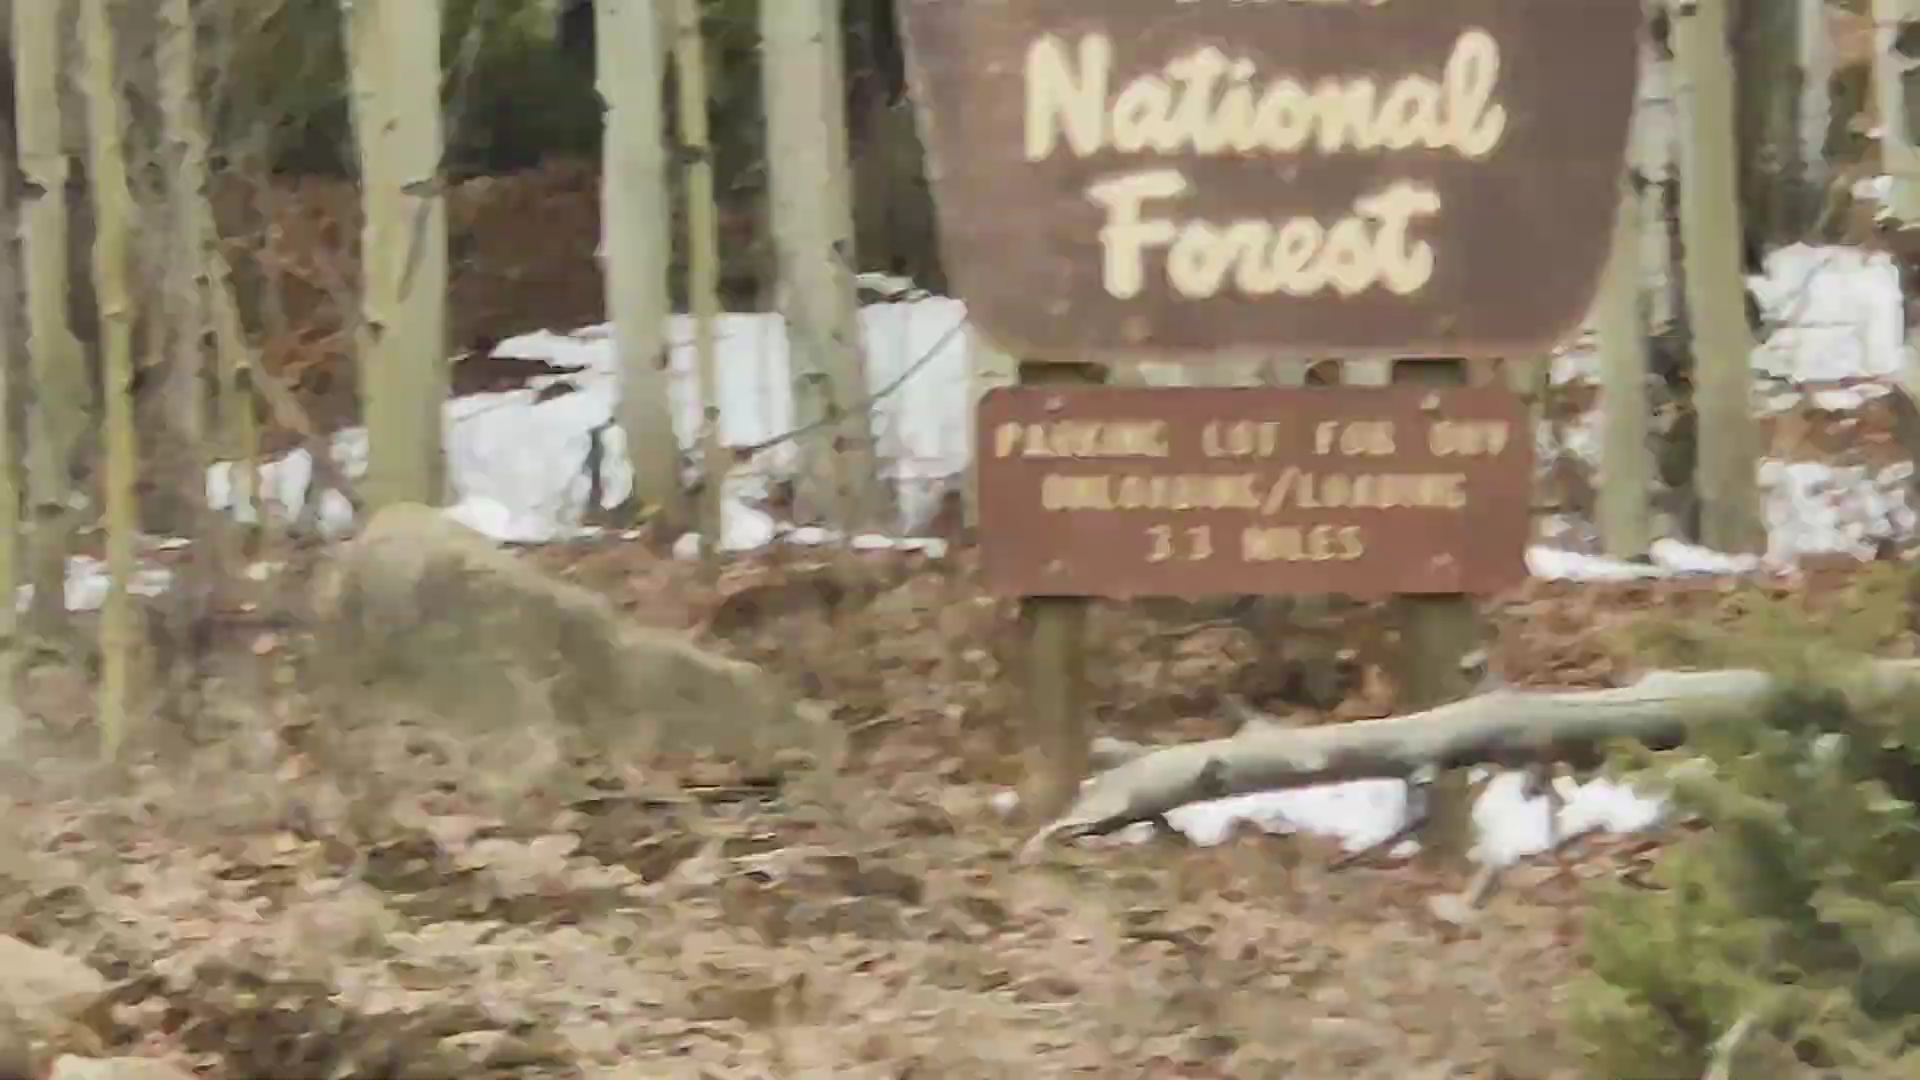 National
Forest
PARKING LOT FOR OHV
UNLOADING/LOADING
MILES